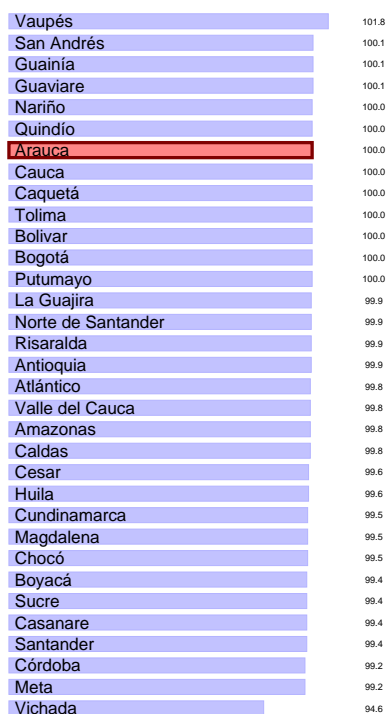 Vaupés 101.8
San Andrés 100.1
Guainía 100.1
Guaviare 100.1
Nariño 100.0
Quindío 100.0
Arauca 100.0
Cauca 100.0
Caquetá 100.0
Tolima 100.0
Bolivar 100.0
Bogotá 100.0
Putumayo 100.0
La Guajira 99.9
Norte de Santander 99.9
Risaralda 99.9
Antioquia 99.9
Atlántico 99.8
Valle del Cauca 99.8
Amazonas 99.8
Caldas 99.8
Cesar 99.6
Huila 99.6
Cundinamarca 99.5
Magdalena 99.5
Chocó 99.5
Boyacá 99.4
Sucre 99.4
Casanare 99.4
Santander 99.4
Córdoba 99.2
Meta 99.2
Vichada 94.6